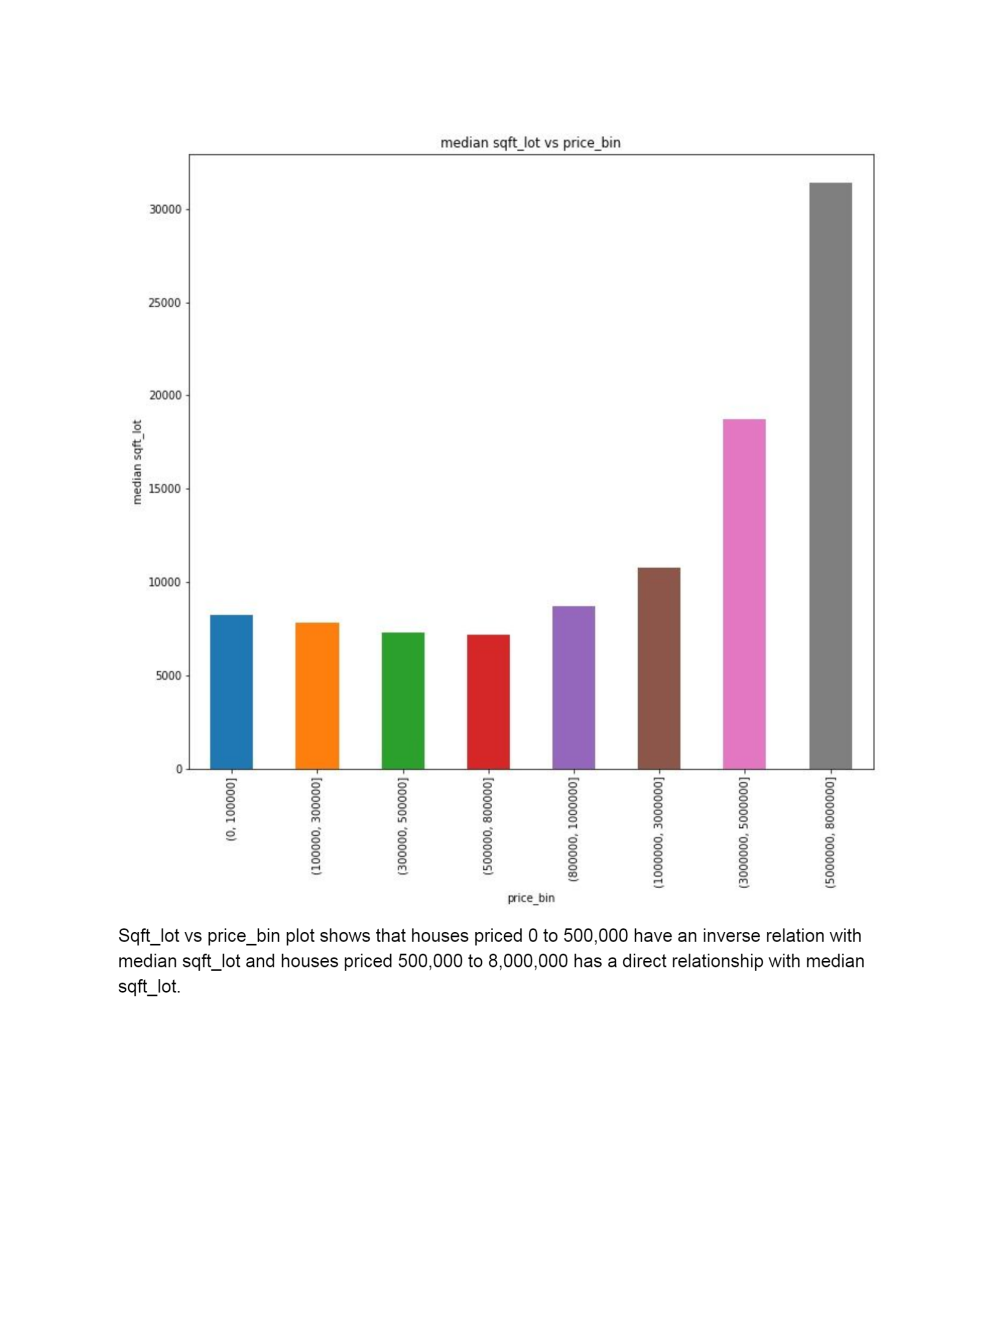 median sqft_lot vs price_bin
30000
25000
20000
15000
10000
5000
0
median sqft_lot
(0, 100000]
(100000, 300000]
(300000, 500000]
(500000, 800000]
(800000, 1000000]
(1000000, 3000000]
(3000000, 5000000]
(5000000, 8000000]
price_bin
Sqft_lot vs price_bin plot shows that houses priced 0 to 500,000 have an inverse relation with
median sqft_lot and houses priced 500,000 to 8,000,000 has a direct relationship with median
sqft_lot.